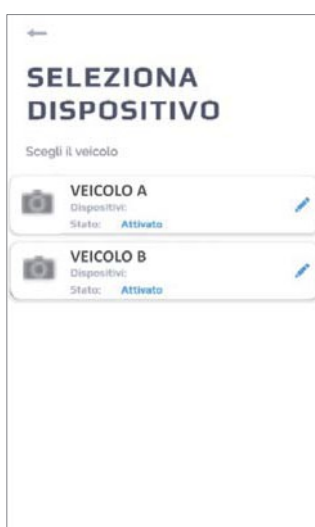 SELEZIONA
DISPOSITIVO
Scegli il veicolo
VEICOLO A
Dispositivi:
Stato: Attivato
VEICOLO B
Dispositivi:
Stato: Attivato